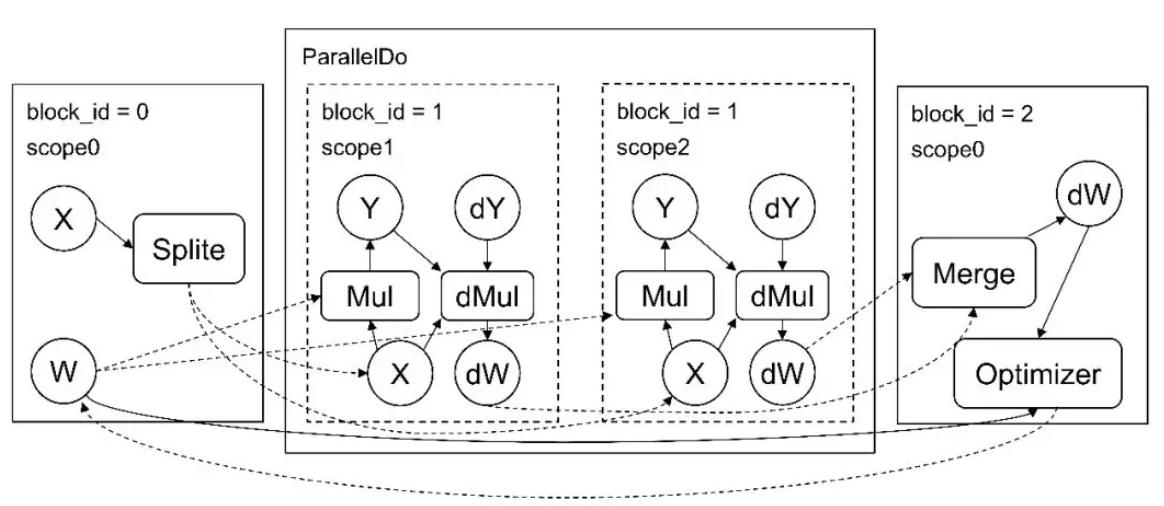 ParallelDo
block_id = 0
scope0
X
Splite
W
block_id = 1
scope1
Y
dY
Mul
dMul
X
dW
block_id = 1
scope2
Y
dY
Mul
dMul
X
dW
block_id = 2
scope0
dW
Merge
Optimizer